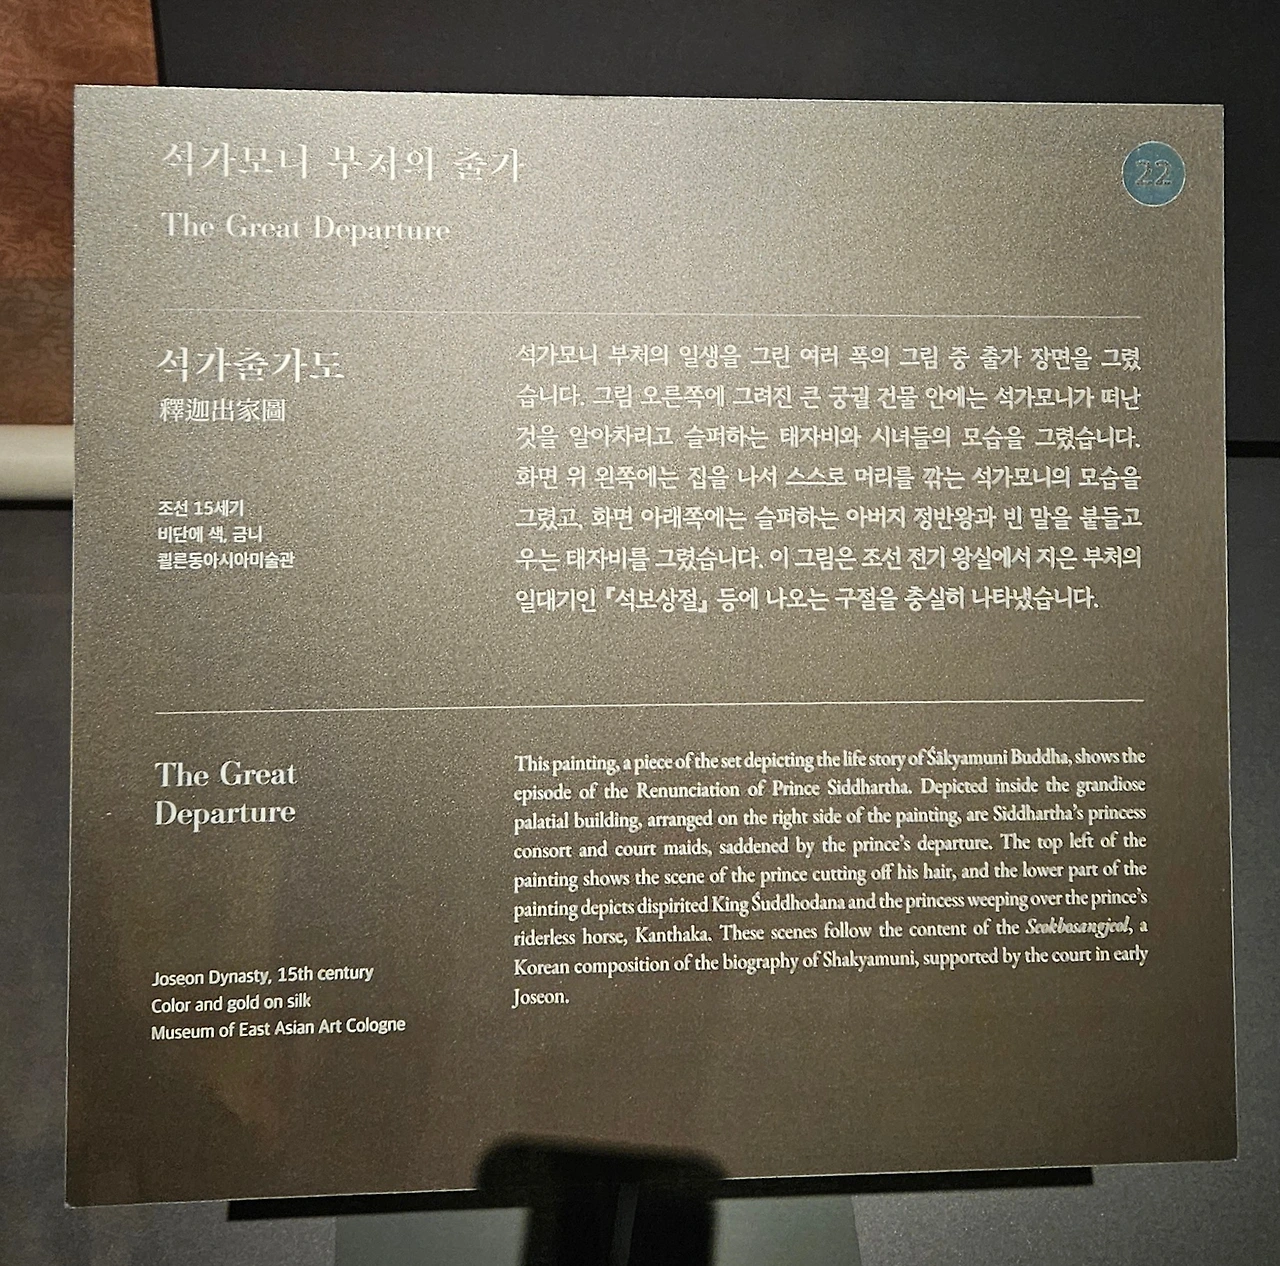 석가모니 부처의 출가
22
The Great Departure
석가출가도
釋迦出家圖
조선 15세기
비단에 색, 금니
쾰른동아시아미술관
석가모니 부처의 일생을 그린 여러 폭의 그림 중 출가 장면을 그렸
습니다. 그림 오른쪽에 그려진 큰 궁궐 건물 안에는 석가모니가 떠난
것을 알아차리고 슬퍼하는 태자비와 시녀들의 모습을 그렸습니다.
화면 위 왼쪽에는 집을 나서 스스로 머리를 깎는 석가모니의 모습을
그렸고, 화면 아래쪽에는 슬퍼하는 아버지 정반왕과 빈 말을 붙들고
우는 태자비를 그렸습니다. 이 그림은 조선 전기 왕실에서 지은 부처의
일대기인 『석보상절』 등에 나오는 구절을 충실히 나타냈습니다.
The Great
Departure
Joseon Dynasty, 15th century
Color and gold on silk
Museum of East Asian Art Cologne
This painting, a piece of the set depicting the life story of Śākyamuni Buddha, shows the
episode of the Renunciation of Prince Siddhartha. Depicted inside the grandiose
palatial building, arranged on the right side of the painting, are Siddhartha's princess
consort and court maids, saddened by the prince's departure. The top left of the
painting shows the scene of the prince cutting off his hair, and the lower part of the
painting depicts dispirited King Śuddhodana and the princess weeping over the prince's
riderless horse, Kanthaka. These scenes follow the content of the Seokbosangjeol, a
Korean composition of the biography of Shakyamuni, supported by the court in early
Joseon.